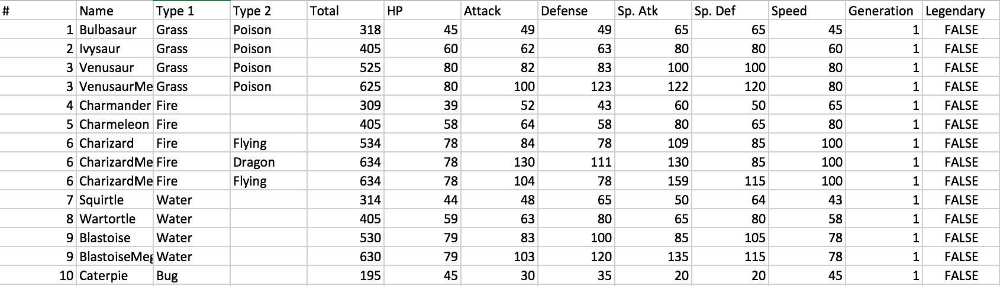 # Name Type 1 Type 2 Total HP Attack Defense Sp. Atk Sp. Def Speed Generation Legendary
1 Bulbasaur Grass Poison 318 45 49 49 65 65 45 1 FALSE
2 Ivysaur Grass Poison 405 60 62 63 80 80 60 1 FALSE
3 Venusaur Grass Poison 525 80 82 83 100 100 80 1 FALSE
3 VenusaurMe Grass Poison 625 80 100 123 122 120 80 1 FALSE
4 Charmander Fire 309 39 52 43 60 50 65 1 FALSE
5 Charmeleon Fire 405 58 64 58 80 65 80 1 FALSE
6 Charizard Fire Flying 534 78 84 78 109 85 100 1 FALSE
6 CharizardMe Fire Dragon 634 78 130 111 130 85 100 1 FALSE
6 CharizardMe Fire Flying 634 78 104 78 159 115 100 1 FALSE
7 Squirtle Water 314 44 48 65 50 64 43 1 FALSE
8 Wartortle Water 405 59 63 80 65 80 58 1 FALSE
9 Blastoise Water 530 79 83 100 85 105 78 1 FALSE
9 BlastoiseMeg Water 630 79 103 120 135 115 78 1 FALSE
10 Caterpie Bug 195 45 30 35 20 20 45 1 FALSE